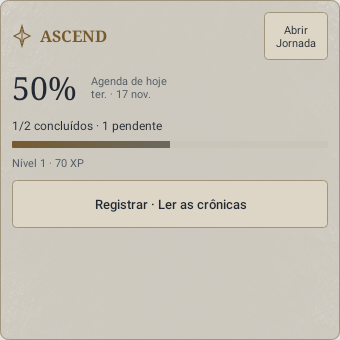 ASCEND
Abrir
Jornada
50%
Agenda de hoje
ter. · 17 nov.
1/2 concluídos · 1 pendente
Nível 1 · 70 XP
Registrar · Ler as crônicas